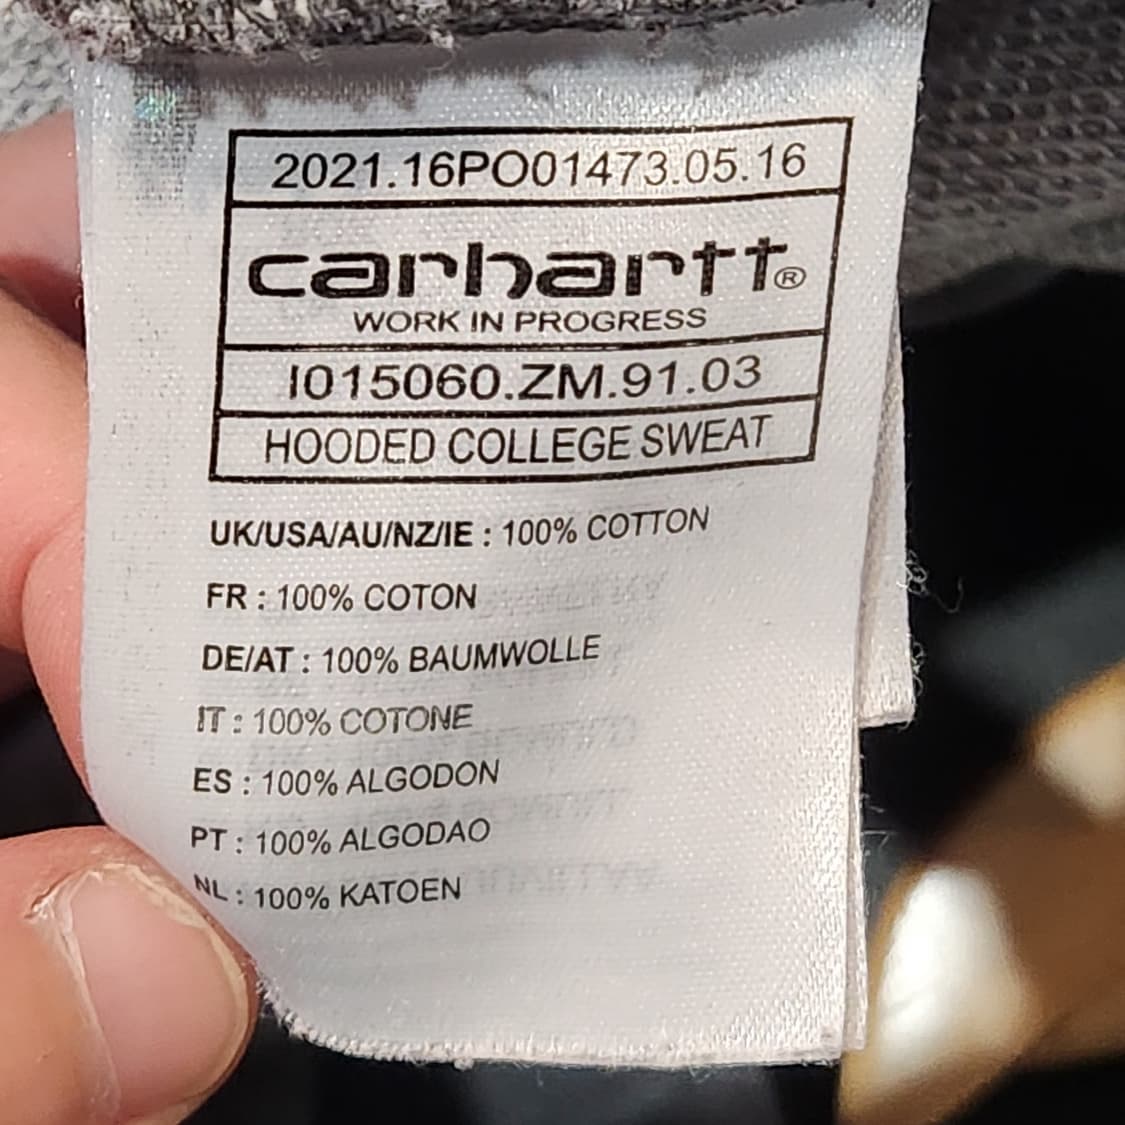 2021.16PO01473.05.16
carhartt®
WORK IN PROGRESS
I015060.ZM.91.03
HOODED COLLEGE SWEAT
UK/USA/AU/NZ/IE : 100% COTTON
FR : 100% COTON
DE/AT : 100% BAUMWOLLE
IT : 100% COTONE
ES : 100% ALGODON
PT : 100% ALGODAO
NL : 100% KATOEN